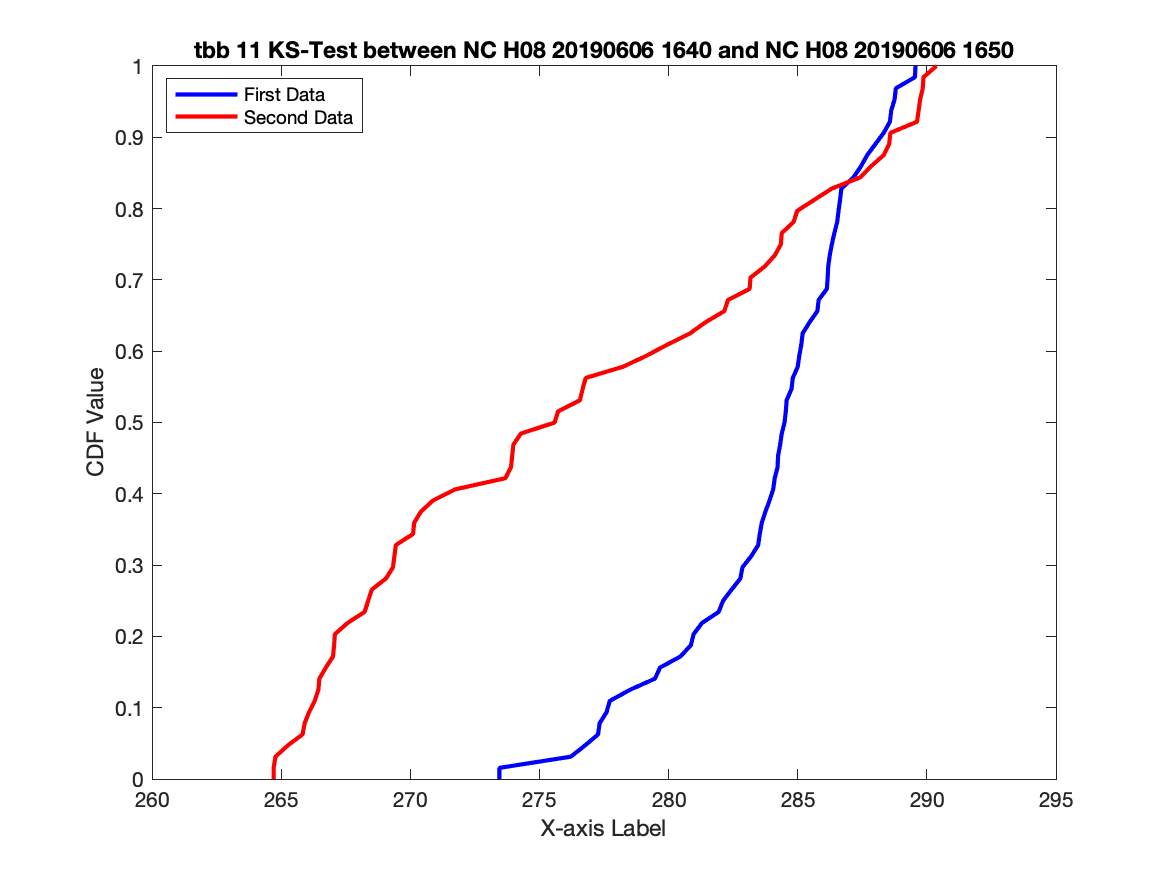 tbb 11 KS-Test between NC H08 20190606 1640 and NC H08 20190606 1650
First Data
Second Data
1
0.9
0.8
0.7
0.6
0.5
0.4
0.3
0.2
0.1
0
CDF Value
260 265 270 275 280 285 290 295
X-axis Label